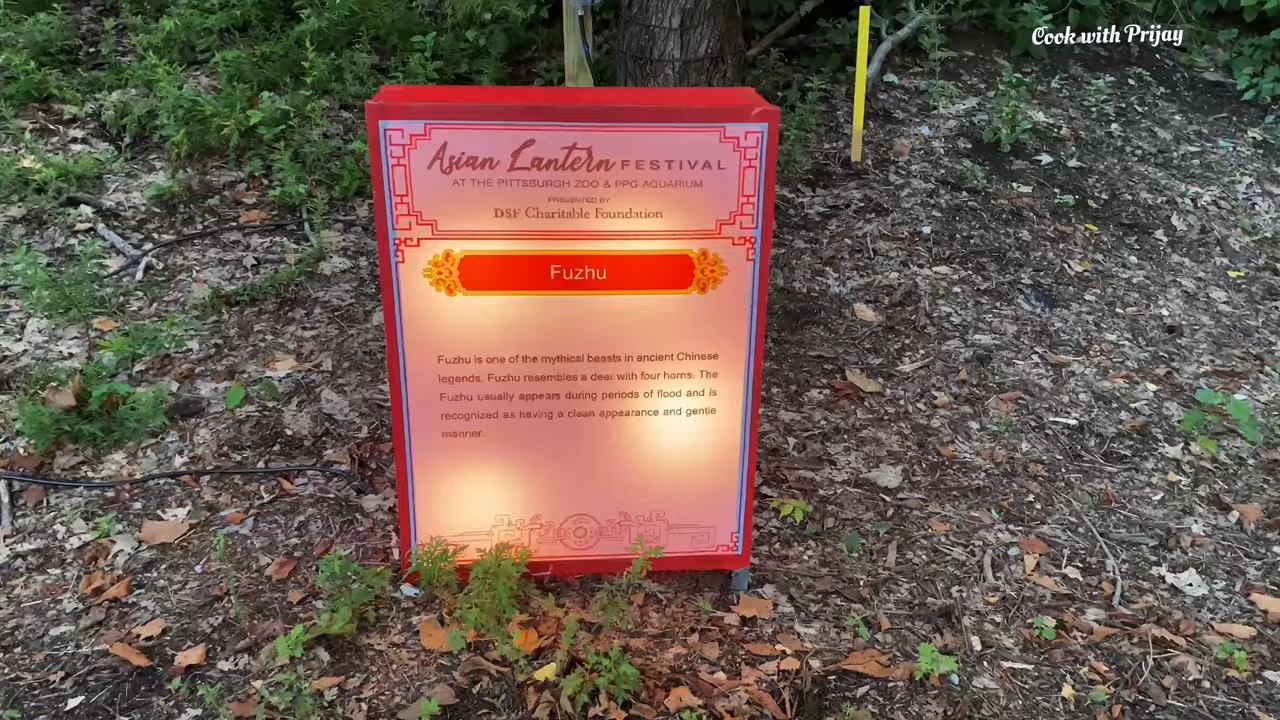 Cook with Prijay
Asian Lantern FESTIVAL
AT THE PITTSBURGH ZOO & PPG AQUARIUM
PRESENTED BY
DSF Charitable Foundation
Fuzhu
Fuzhu is one of the mythical beasts in ancient Chinese
legends. Fuzhu resembles a deer with four horns. The
Fuzhu usually appears during periods of flood and is
recognized as having a clean appearance and gentle
manner.